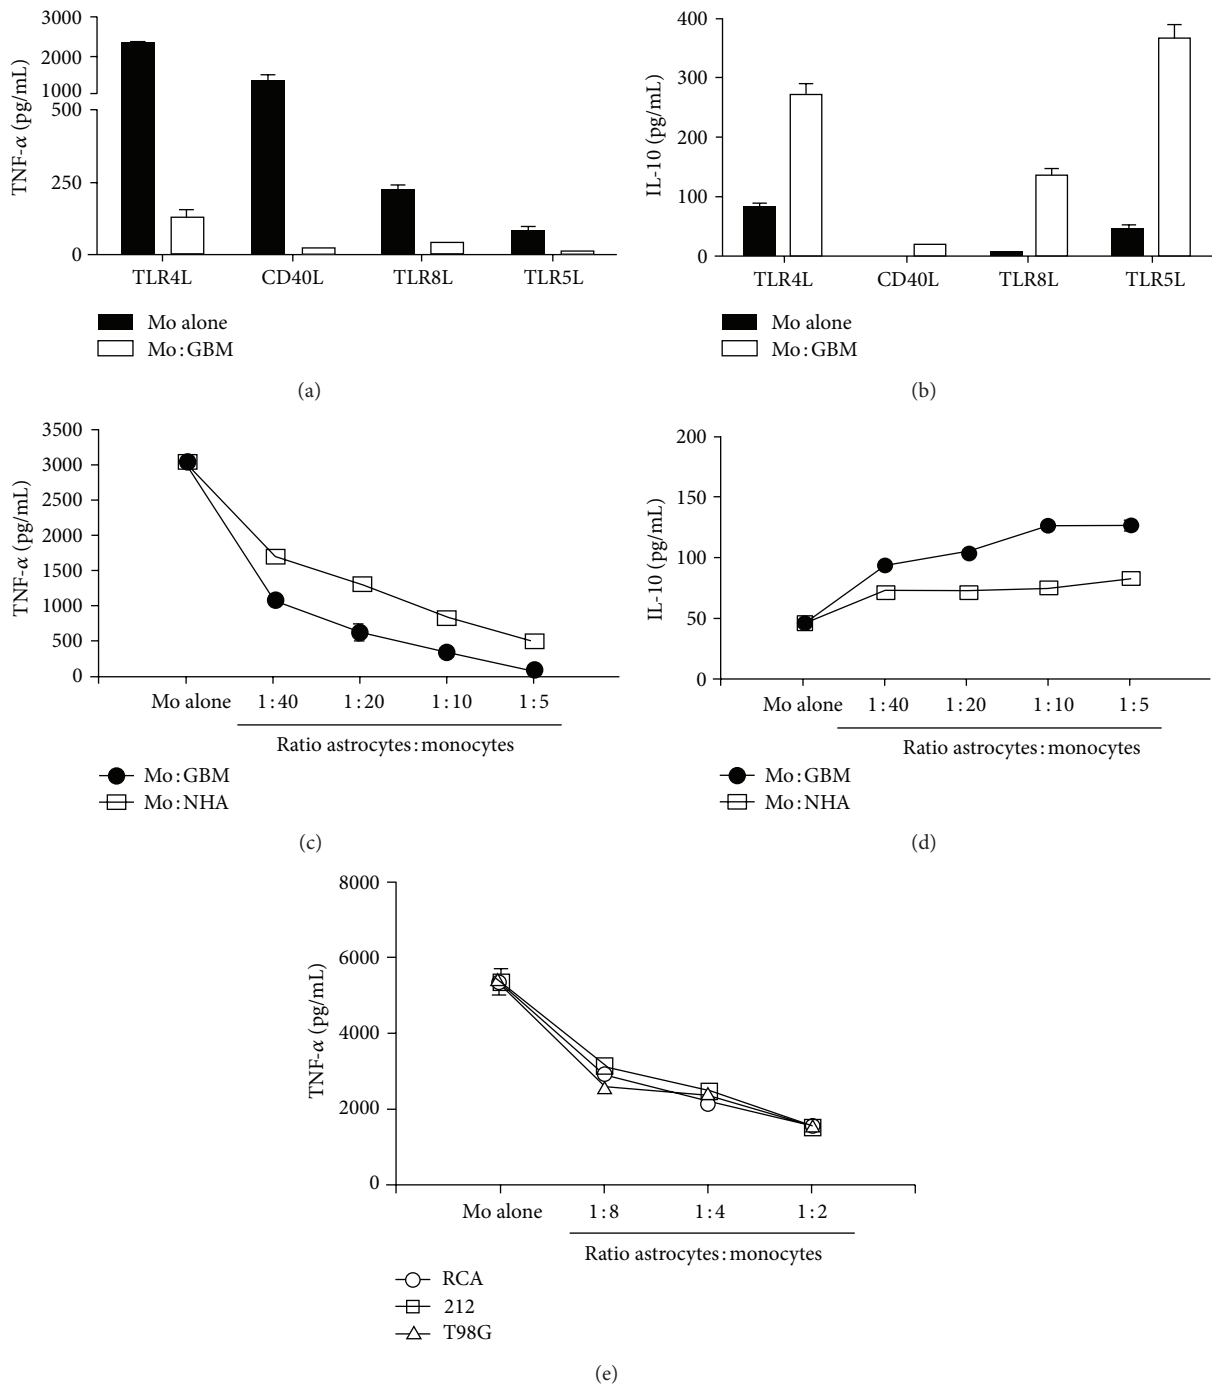 TNF-α (pg/mL)
3000
2000
1000
500
250
0
TLR4L CD40L TLR8L TLR5L
Mo alone
Mo:GBM
(a)
IL-10 (pg/mL)
400
300
200
100
0
TLR4L CD40L TLR8L TLR5L
Mo alone
Mo:GBM
(b)
TNF-α (pg/mL)
3500
3000
2500
2000
1500
1000
500
0
Mo alone 1:40 1:20 1:10 1:5
Ratio astrocytes:monocytes
Mo:GBM
Mo:NHA
(c)
IL-10 (pg/mL)
200
150
100
50
0
Mo alone 1:40 1:20 1:10 1:5
Ratio astrocytes:monocytes
Mo:GBM
Mo:NHA
(d)
TNF-α (pg/mL)
8000
6000
4000
2000
0
Mo alone 1:8 1:4 1:2
Ratio astrocytes:monocytes
RCA
212
T98G
(e)